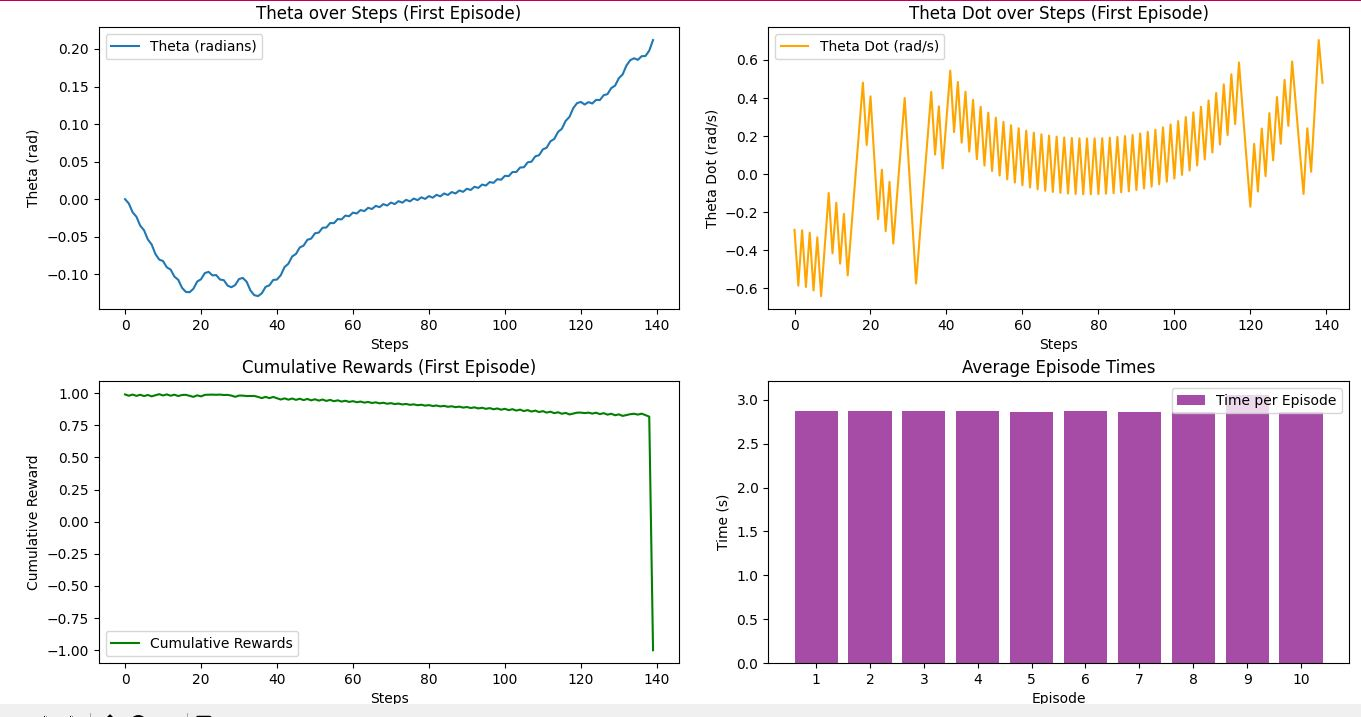 Theta over Steps (First Episode)
Theta (radians)
Theta (rad)
0.20
0.15
0.10
0.05
0.00
−0.05
−0.10
0 20 40 60 80 100 120 140
Steps
Theta Dot over Steps (First Episode)
Theta Dot (rad/s)
Theta Dot (rad/s)
0.6
0.4
0.2
0.0
−0.2
−0.4
−0.6
0 20 40 60 80 100 120 140
Steps
Cumulative Rewards (First Episode)
Cumulative Reward
1.00
0.75
0.50
0.25
0.00
−0.25
−0.50
−0.75
−1.00
Cumulative Rewards
0 20 40 60 80 100 120 140
Steps
Average Episode Times
Time per Episode
Time (s)
3.0
2.5
2.0
1.5
1.0
0.5
0.0
1 2 3 4 5 6 7 8 9 10
Episode